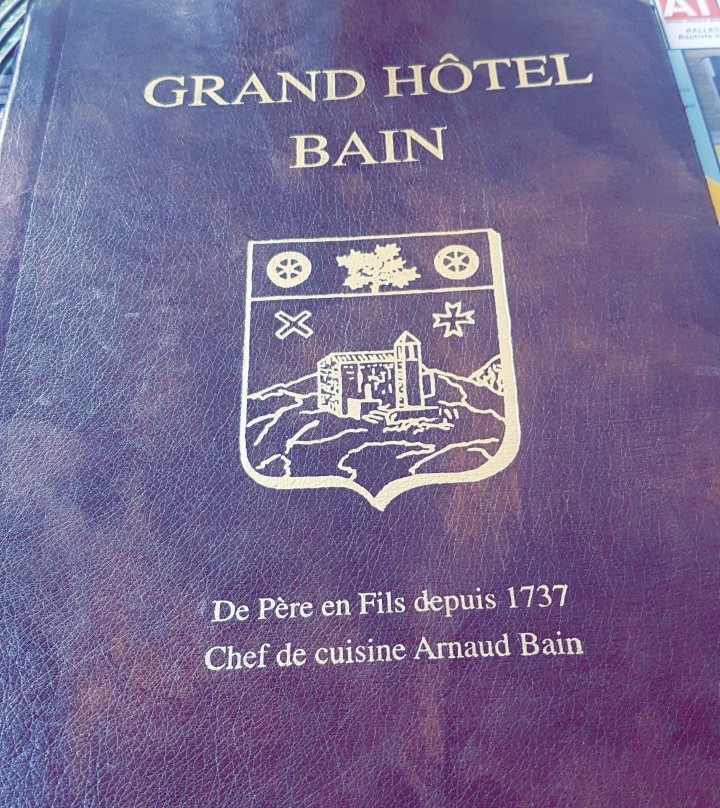 GRAND HÔTEL
BAIN
De Père en Fils depuis 1737
Chef de cuisine Arnaud Bain